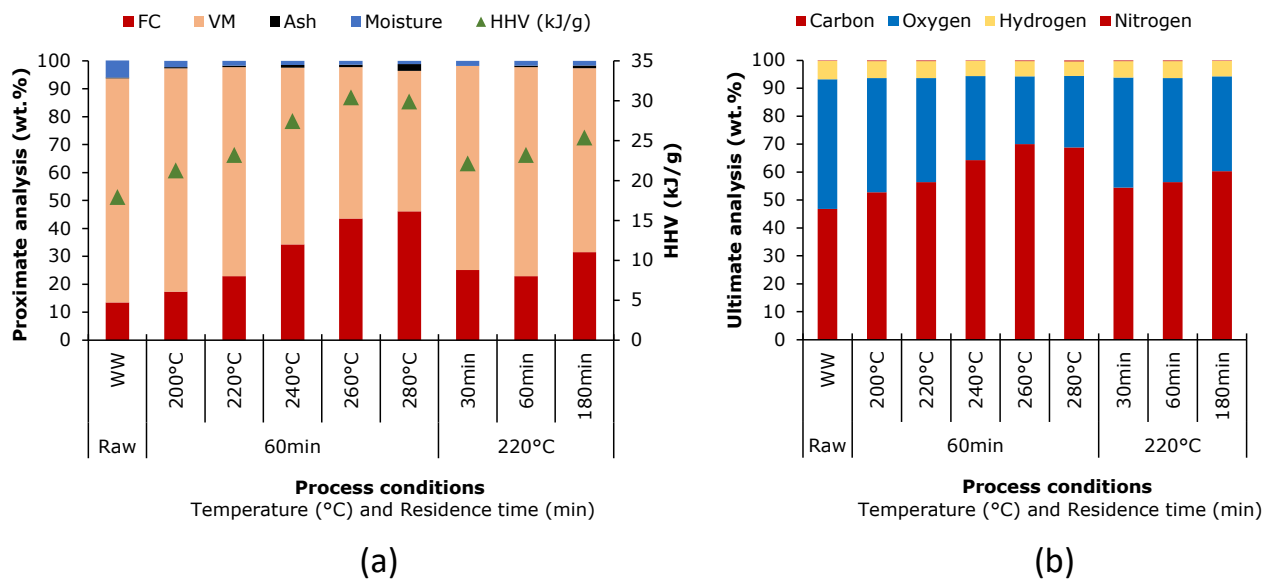 FC VM Ash Moisture HHV (kJ/g)
Proximate analysis (wt.%)
100
90
80
70
60
50
40
30
20
10
0
35
30
25
20
15
10
5
0
HHV (kJ/g)
WW 200°C 220°C 240°C 260°C 280°C 30min 60min 180min
Raw 60min 220°C
Process conditions
Temperature (°C) and Residence time (min)
(a)
Carbon Oxygen Hydrogen Nitrogen
Ultimate analysis (wt.%)
100
90
80
70
60
50
40
30
20
10
0
WW 200°C 220°C 240°C 260°C 280°C 30min 60min 180min
Raw 60min 220°C
Process conditions
Temperature (°C) and Residence time (min)
(b)